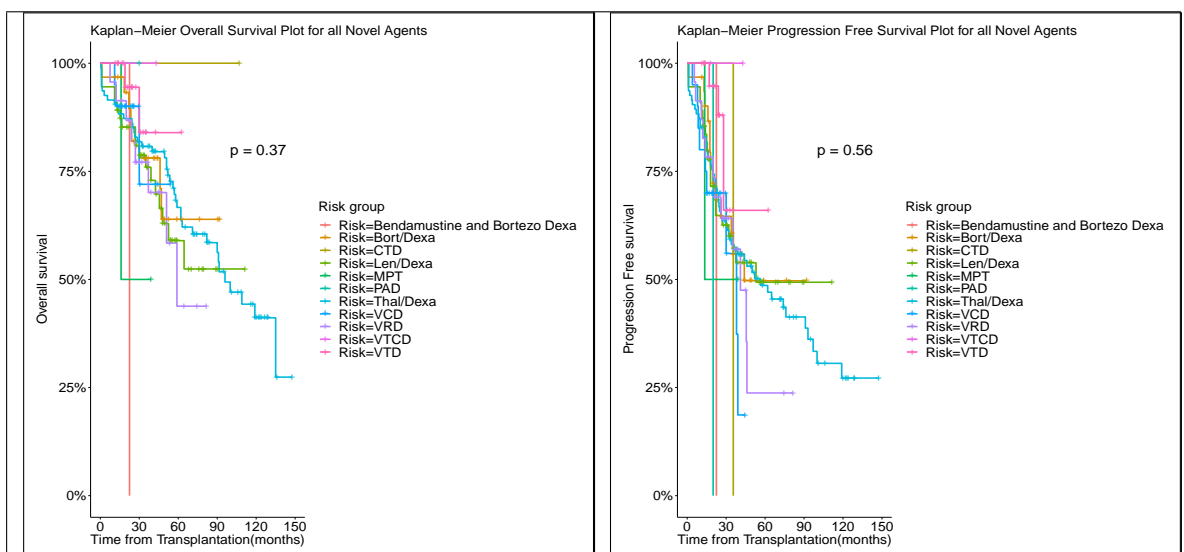 Kaplan−Meier Overall Survival Plot for all Novel Agents
100%
75%
50%
25%
0%
Overall survival
p = 0.37
Risk group
Risk=Bendamustine and Bortezo Dexa
Risk=Bort/Dexa
Risk=CTD
Risk=Len/Dexa
Risk=MPT
Risk=PAD
Risk=Thal/Dexa
Risk=VCD
Risk=VRD
Risk=VTCD
Risk=VTD
0 30 60 90 120 150
Time from Transplantation(months)
Kaplan−Meier Progression Free Survival Plot for all Novel Agents
100%
75%
50%
25%
0%
Progression Free survival
p = 0.56
Risk group
Risk=Bendamustine and Bortezo Dexa
Risk=Bort/Dexa
Risk=CTD
Risk=Len/Dexa
Risk=MPT
Risk=PAD
Risk=Thal/Dexa
Risk=VCD
Risk=VRD
Risk=VTCD
Risk=VTD
0 30 60 90 120 150
Time from Transplantation(months)